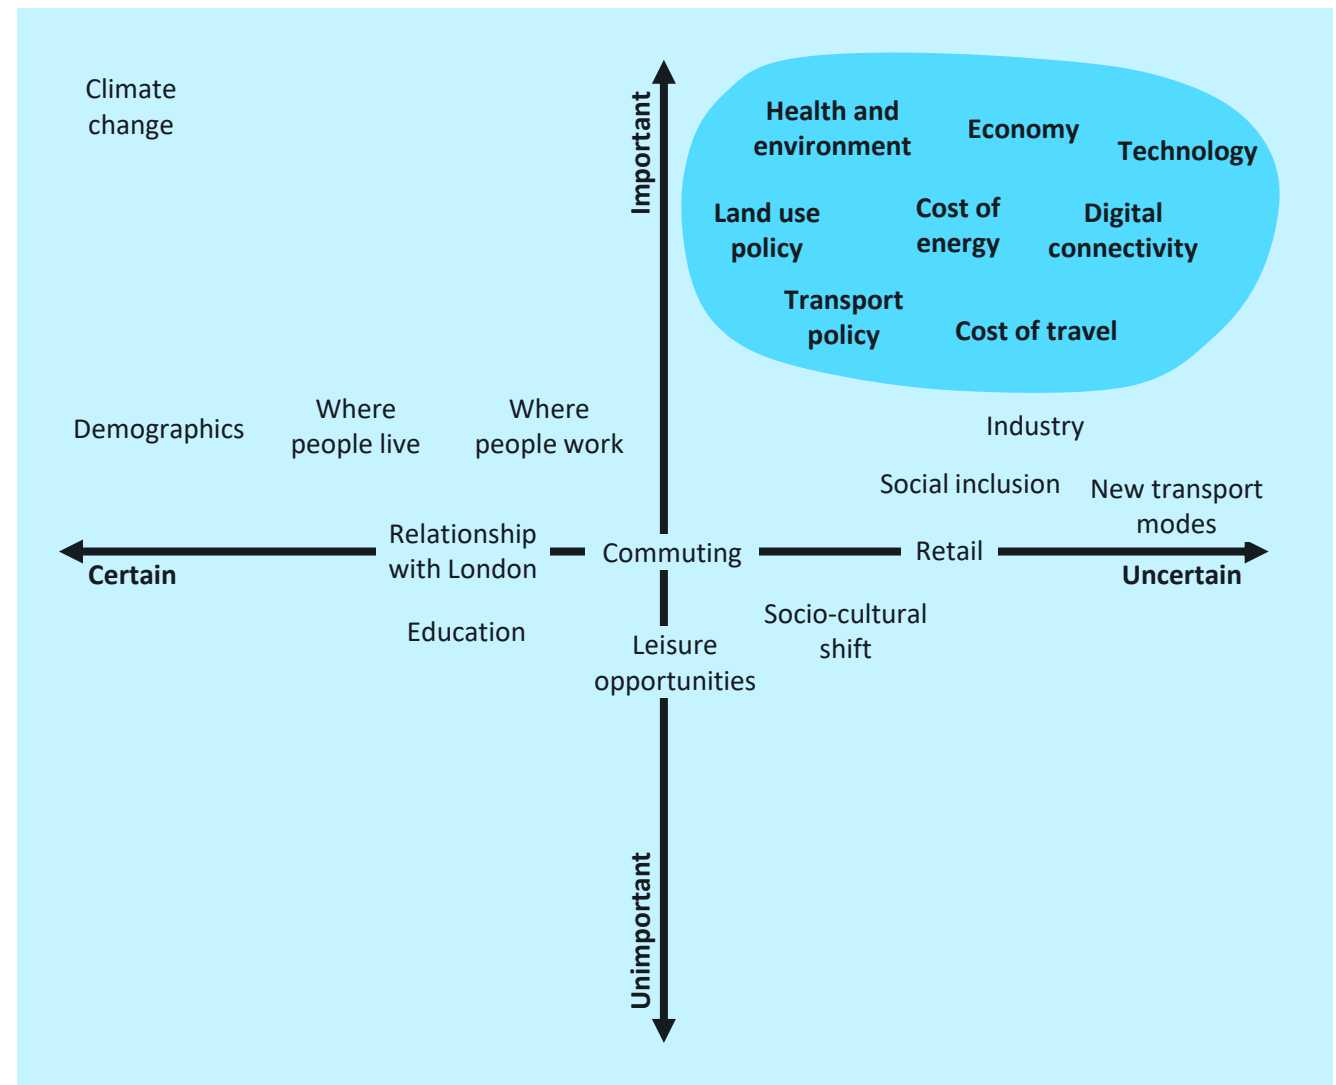 Climate
change
Important
Health and
environment
Economy
Technology
Land use
policy
Cost of
energy
Digital
connectivity
Transport
policy
Cost of travel
Demographics
Where
people live
Where
people work
Industry
Social inclusion
New transport
modes
Relationship
with London
Commuting
Retail
Certain
Uncertain
Education
Leisure
opportunities
Socio-cultural
shift
Unimportant